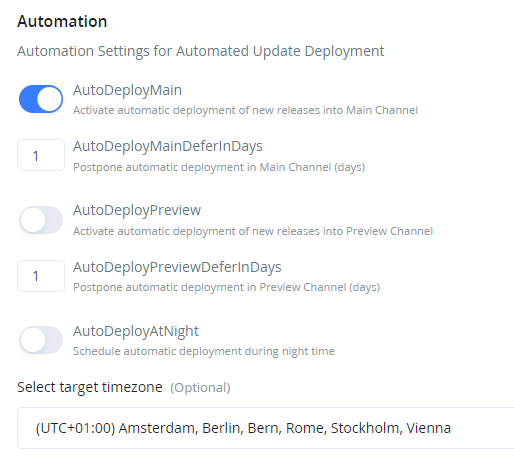 Automation
Automation Settings for Automated Update Deployment
AutoDeployMain
Activate automatic deployment of new releases into Main Channel
1
AutoDeployMainDeferInDays
Postpone automatic deployment in Main Channel (days)
AutoDeployPreview
Activate automatic deployment of new releases into Preview Channel
1
AutoDeployPreviewDeferInDays
Postpone automatic deployment in Preview Channel (days)
AutoDeployAtNight
Schedule automatic deployment during night time
Select target timezone (Optional)
(UTC+01:00) Amsterdam, Berlin, Bern, Rome, Stockholm, Vienna